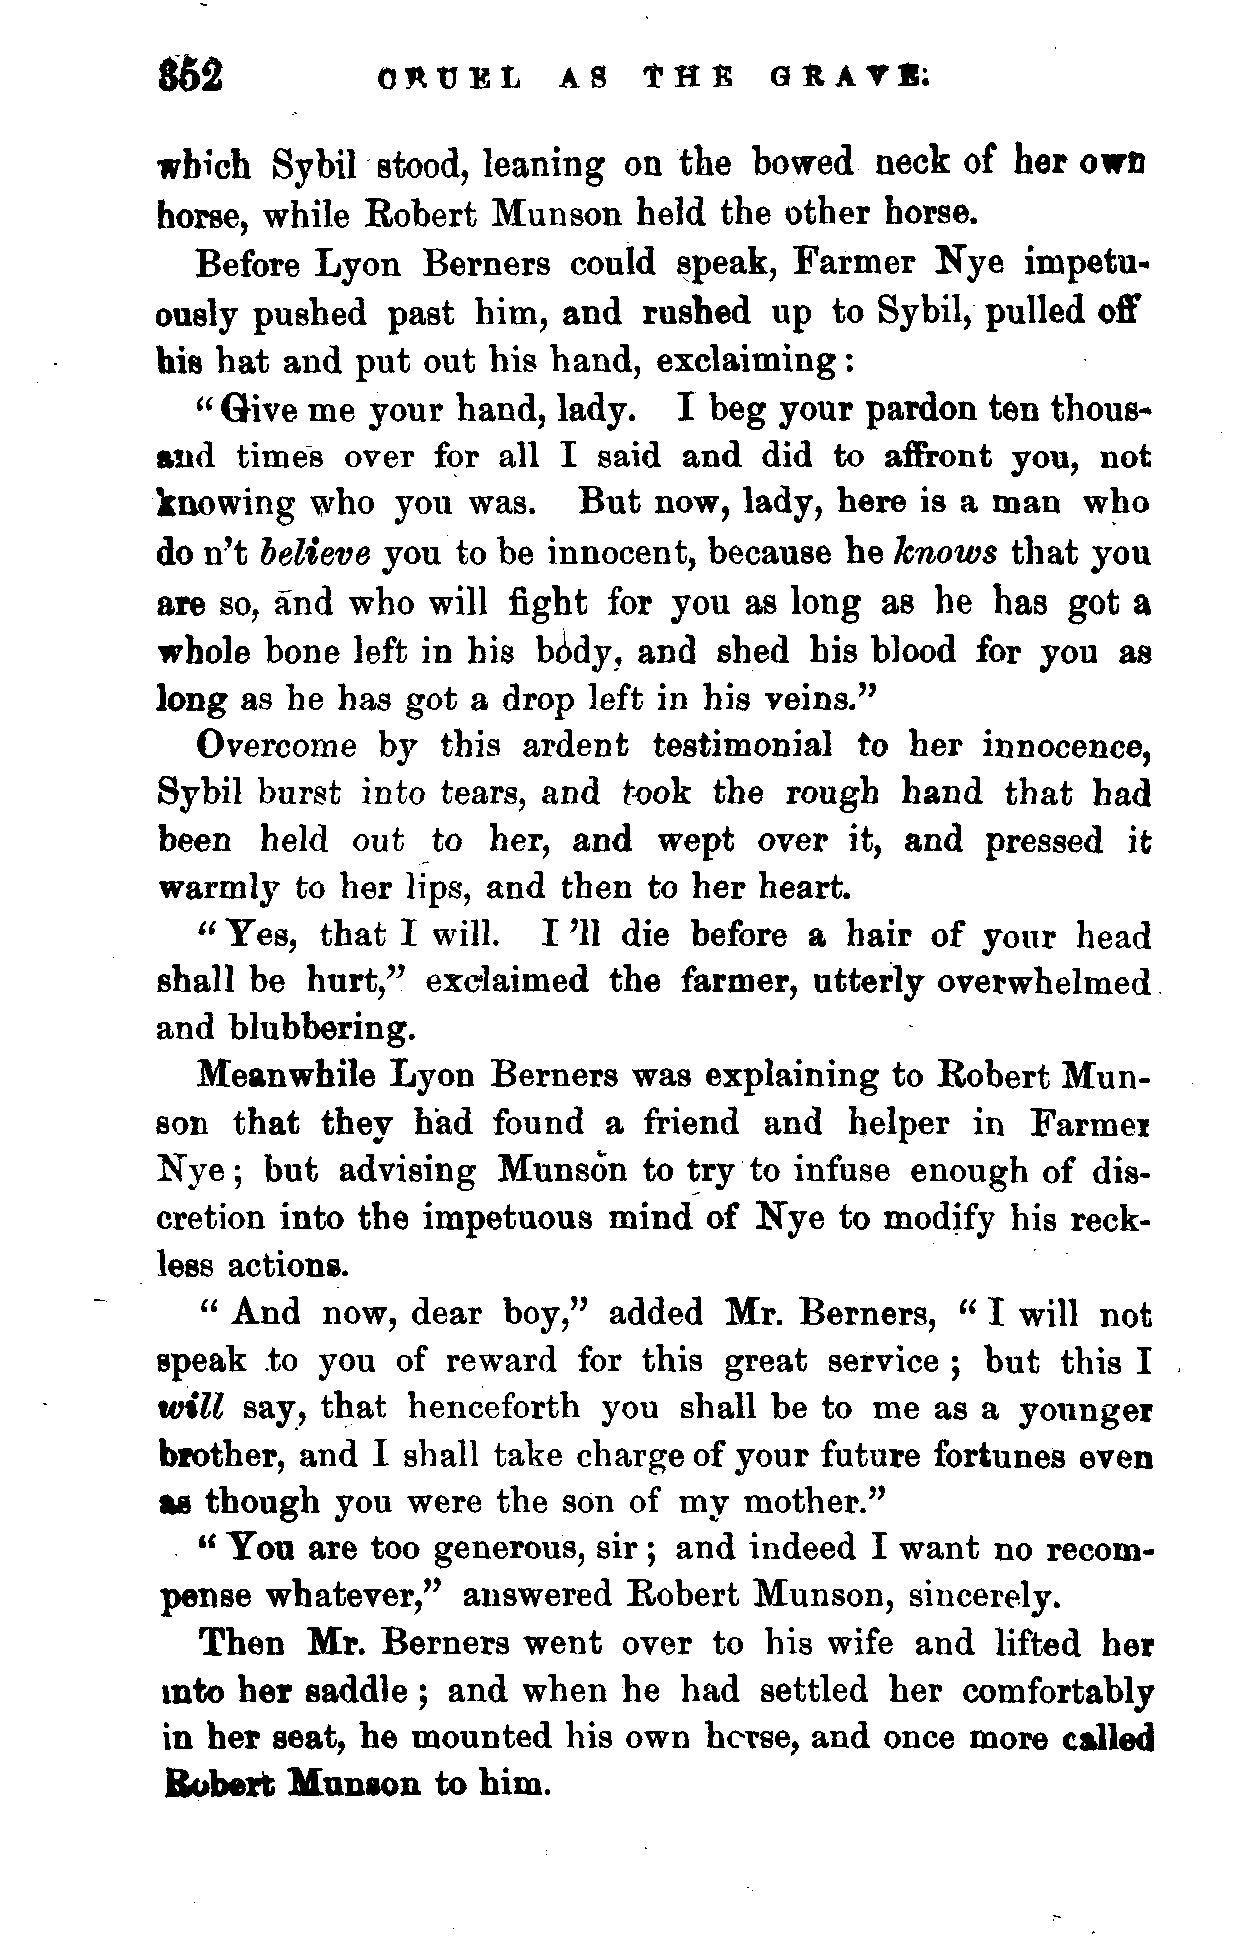 352 CRUEL AS THE GRAVE.
which Sybil stood, leaning on the bowed neck of her own
horse, while Robert Munson held the other horse.
Before Lyon Berners could speak, Farmer Nye impetu-
ously pushed past him, and rushed up to Sybil, pulled off
his hat and put out his hand, exclaiming:
"Give me your hand, lady. I beg your pardon ten thous-
and times over for all I said and did to affront you, not
knowing who you was. But now, lady, here is a man who
do n't believe you to be innocent, because he knows that you
are so, and who will fight for you as long as he has got a
whole bone left in his body, and shed his blood for you as
long as he has got a drop left in his veins."
Overcome by this ardent testimonial to her innocence,
Sybil burst into tears, and took the rough hand that had
been held out to her, and wept over it, and pressed it
warmly to her lips, and then to her heart.
"Yes, that I will. I 'll die before a hair of your head
shall be hurt," exclaimed the farmer, utterly overwhelmed
and blubbering.
Meanwhile Lyon Berners was explaining to Robert Mun-
son that they had found a friend and helper in Farmer
Nye; but advising Munson to try to infuse enough of dis-
cretion into the impetuous mind of Nye to modify his reck-
less actions.
"And now, dear boy," added Mr. Berners, "I will not
speak to you of reward for this great service; but this I
will say, that henceforth you shall be to me as a younger
brother, and I shall take charge of your future fortunes even
as though you were the son of my mother."
"You are too generous, sir; and indeed I want no recom-
pense whatever," answered Robert Munson, sincerely.
Then Mr. Berners went over to his wife and lifted her
into her saddle; and when he had settled her comfortably
in her seat, he mounted his own horse, and once more called
Robert Munson to him.